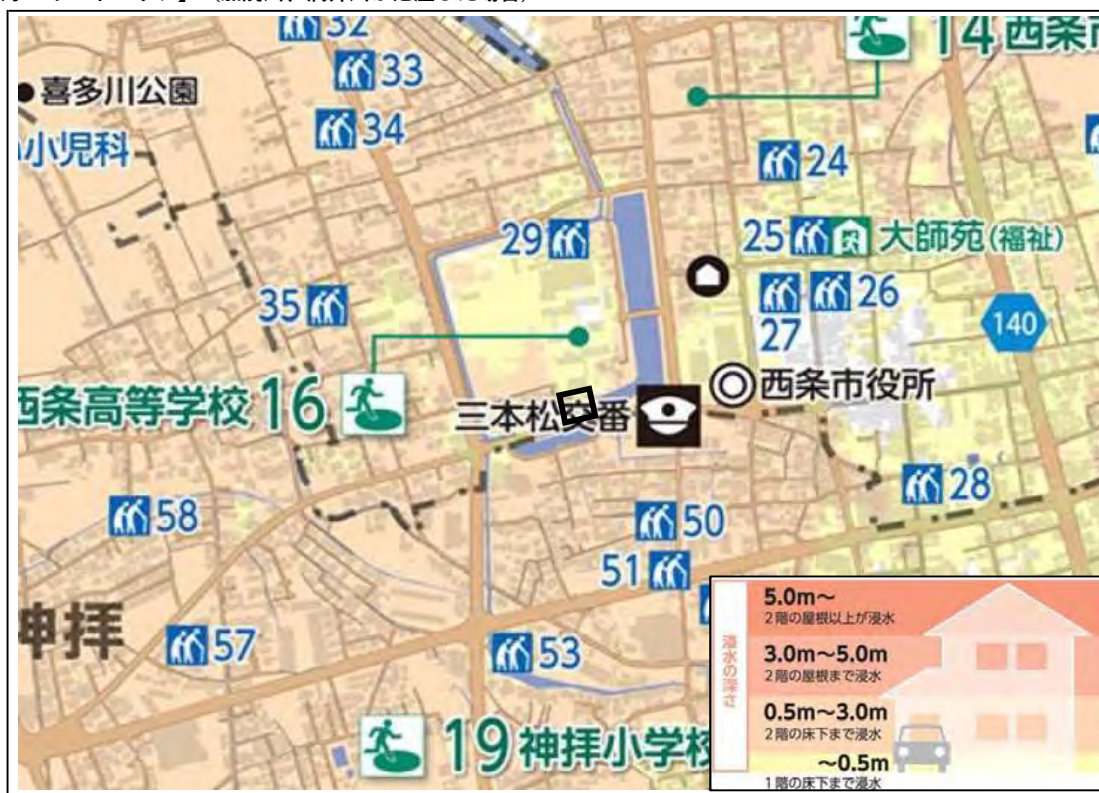 32
33
34
喜多川公園
小児科
14 西条市
24
29
25 大師苑(福祉)
26
27
35
140
西条高等学校 16
三本松交番
西条市役所
28
58
50
51
神拝
57
53
19 神拝小学校
浸水の深さ
5.0m～
2階の屋根以上が浸水
3.0m～5.0m
2階の屋根まで浸水
0.5m～3.0m
2階の床下まで浸水
～0.5m
1階の床下まで浸水